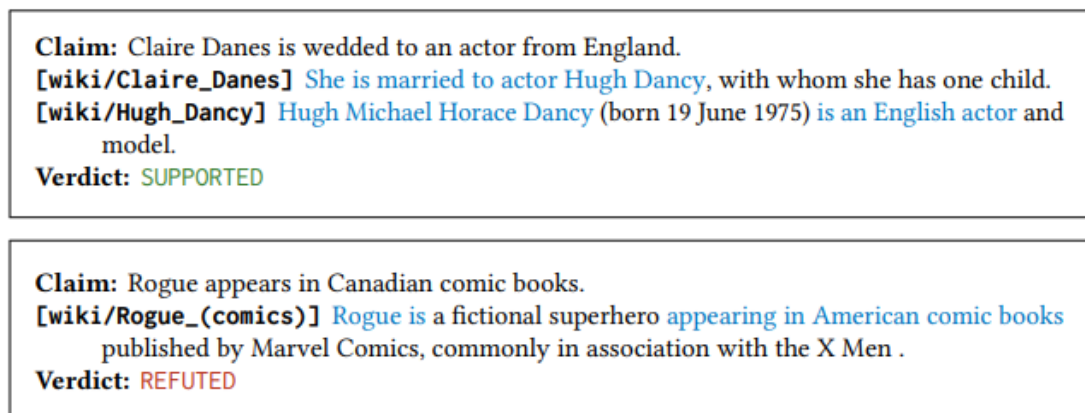 Claim: Claire Danes is wedded to an actor from England.
[wiki/Claire_Danes] She is married to actor Hugh Dancy, with whom she has one child.
[wiki/Hugh_Dancy] Hugh Michael Horace Dancy (born 19 June 1975) is an English actor and
model.
Verdict: SUPPORTED
Claim: Rogue appears in Canadian comic books.
[wiki/Rogue_(comics)] Rogue is a fictional superhero appearing in American comic books
published by Marvel Comics, commonly in association with the X Men .
Verdict: REFUTED